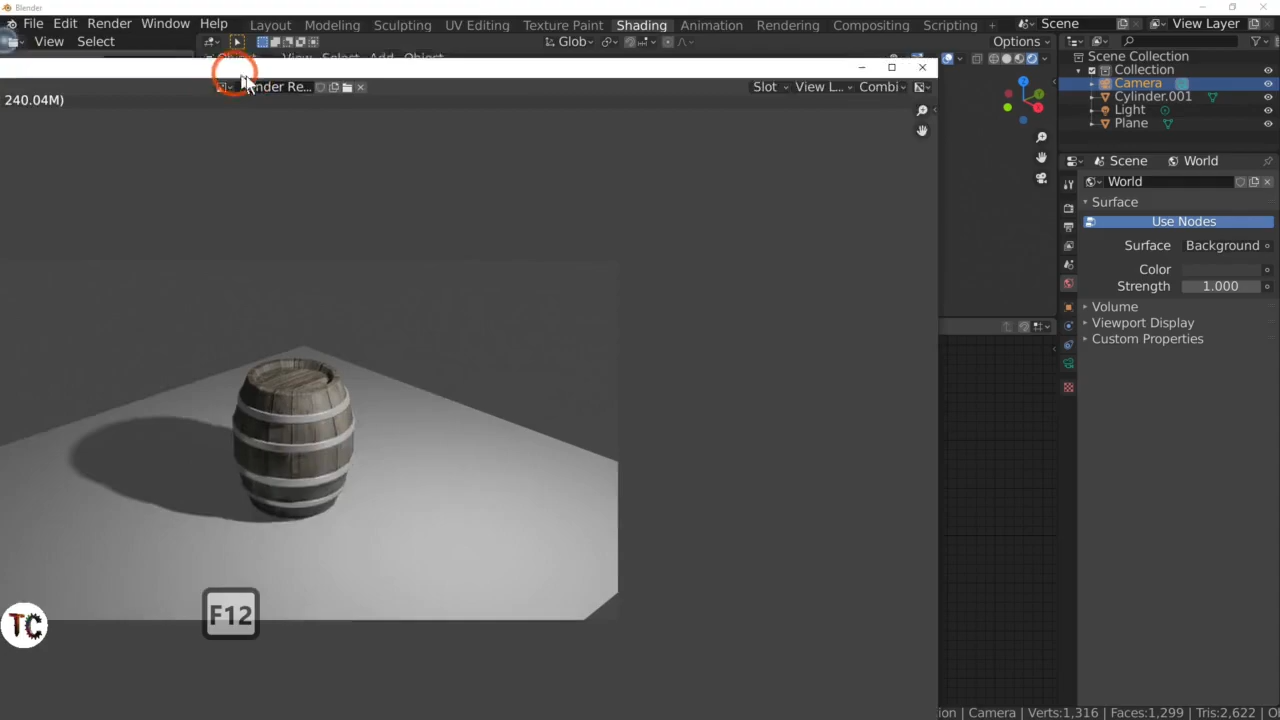 Blender
File Edit Render Window Help Layout Modeling Sculpting UV Editing Texture Paint Shading Animation Rendering Compositing Scripting + Scene View Layer
View Select Glob Options
Scene Collection
Collection
240.04M) nder Re... Slot View L... Combi Camera
Cylinder.001
Light
Plane
Scene World
World
Surface
Use Nodes
Surface Background
Color
Strength 1.000
Volume
Viewport Display
Custom Properties
F12
TC
ion | Camera | Verts:1,316 | Faces:1,299 | Tris:2,622 | O